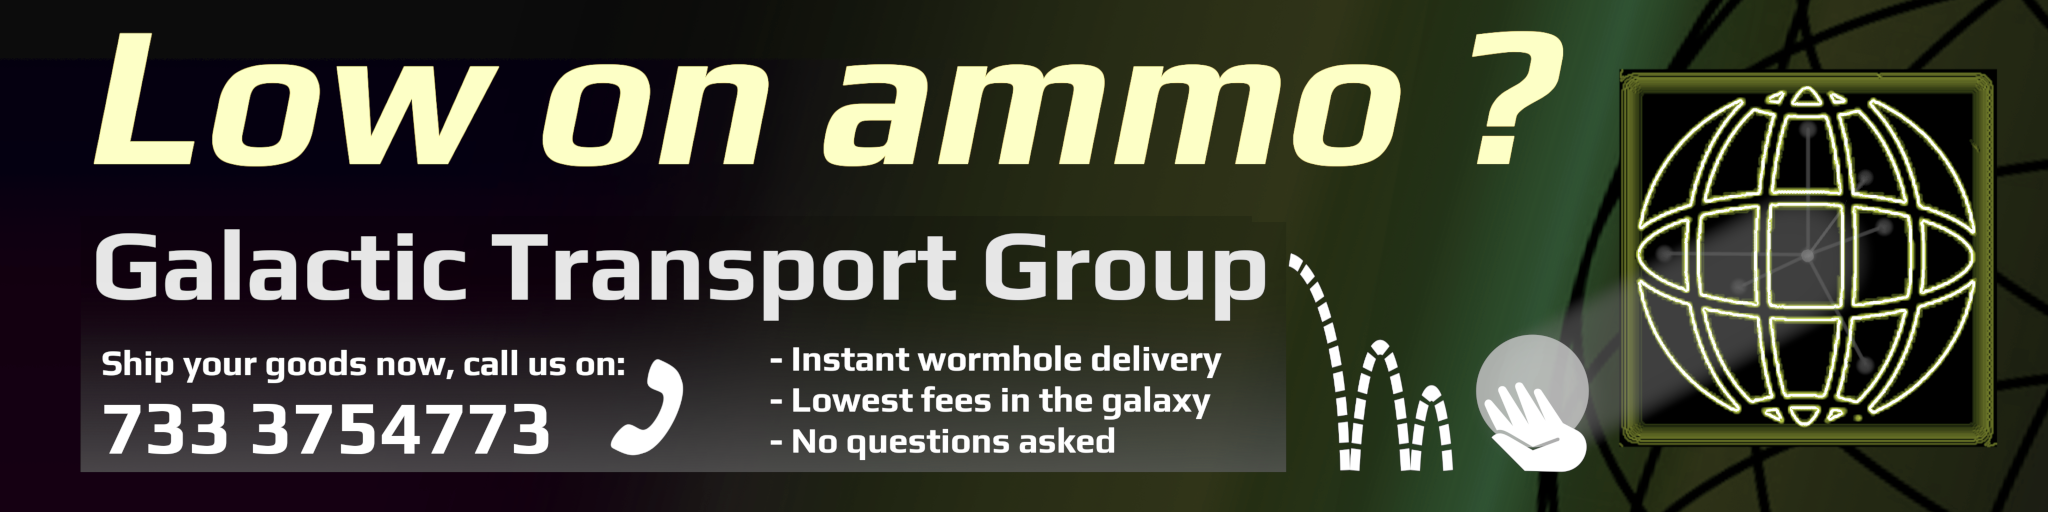 Low on ammo ?
Galactic Transport Group
Ship your goods now, call us on:
733 3754773
- Instant wormhole delivery
- Lowest fees in the galaxy
- No questions asked